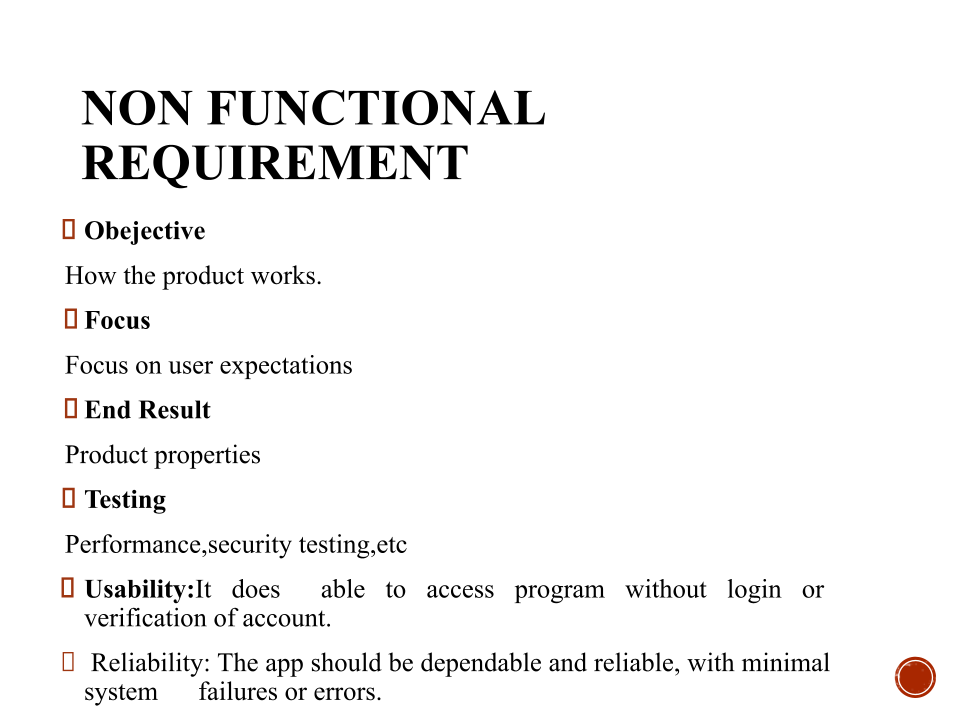 NON FUNCTIONAL
REQUIREMENT
Obejective
How the product works.
Focus
Focus on user expectations
End Result
Product properties
Testing
Performance,security testing,etc
Usability:It does able to access program without login or
verification of account.
Reliability: The app should be dependable and reliable, with minimal
system failures or errors.